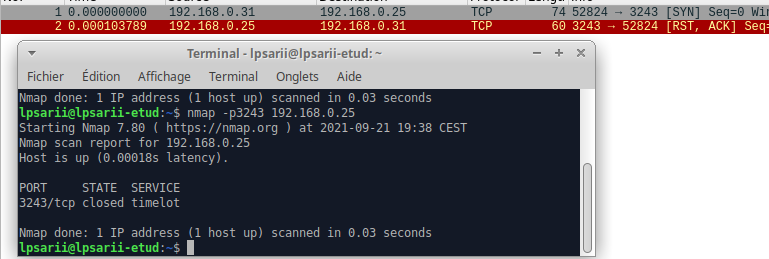 1 0.000000000 192.168.0.31 192.168.0.25 TCP 74 52824 → 3243 [SYN] Seq=0 Win
2 0.000103789 192.168.0.25 192.168.0.31 TCP 60 3243 → 52824 [RST, ACK] Seq=
Terminal - lpsarii@lpsarii-etud: ~
Fichier Édition Affichage Terminal Onglets Aide
Nmap done: 1 IP address (1 host up) scanned in 0.03 seconds
lpsarii@lpsarii-etud:~$ nmap -p3243 192.168.0.25
Starting Nmap 7.80 ( https://nmap.org ) at 2021-09-21 19:38 CEST
Nmap scan report for 192.168.0.25
Host is up (0.00018s latency).
PORT STATE SERVICE
3243/tcp closed timelot
Nmap done: 1 IP address (1 host up) scanned in 0.03 seconds
lpsarii@lpsarii-etud:~$